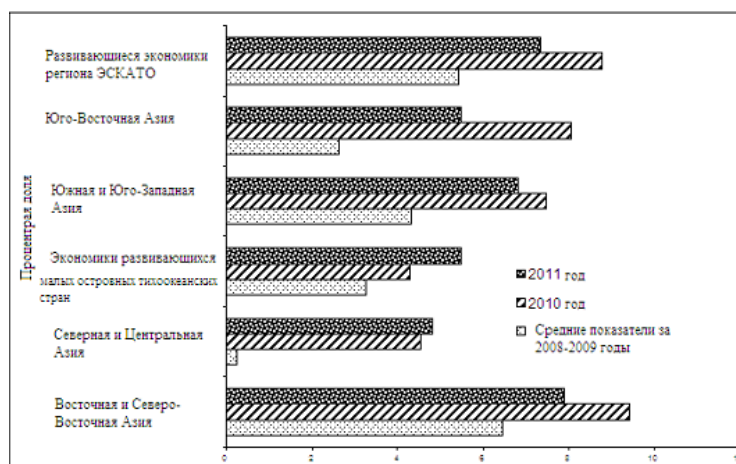 Развивающиеся экономики
региона ЭСКАТО
Юго-Восточная Азия
Южная и Юго-Западная
Азия
Экономики развивающихся
малых островных тихоокеанских
стран
Северная и Центральная
Азия
Восточная и Северо-
Восточная Азия
Процентрая доля
2011 год
2010 год
Средние показатели за
2008-2009 годы
0 2 4 6 8 10